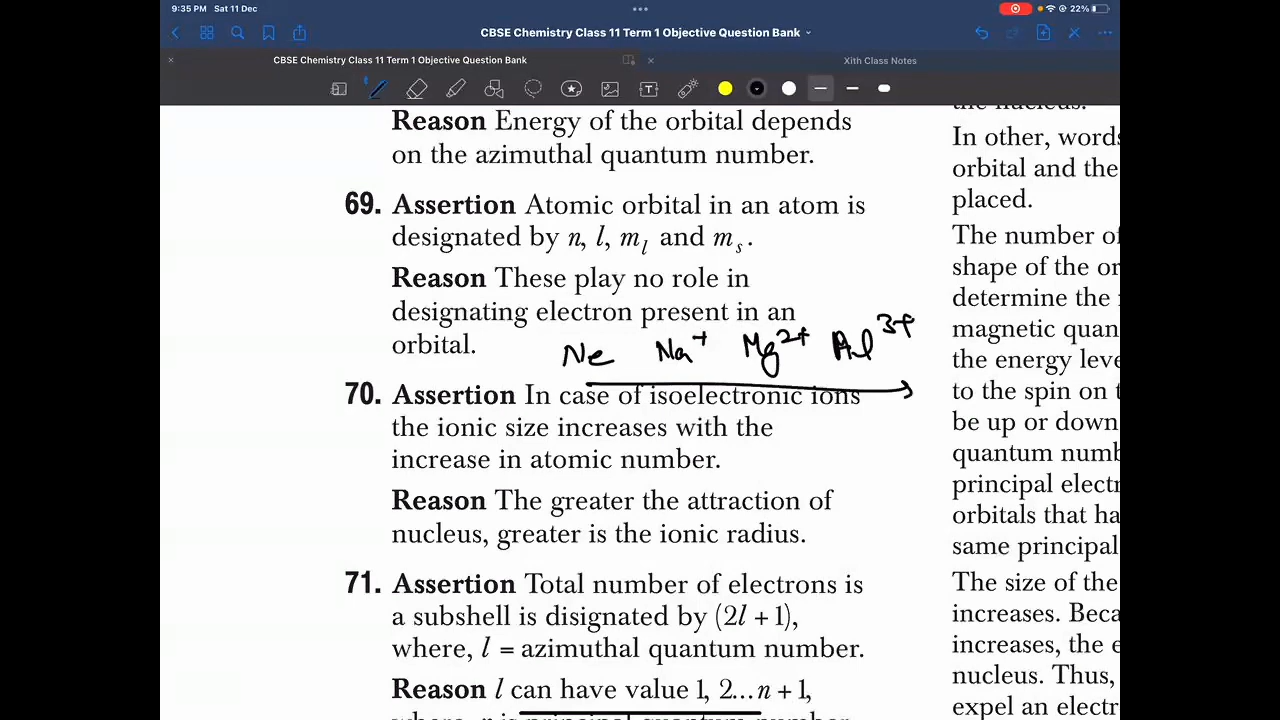 9:35 PM Sat 11 Dec
22%
CBSE Chemistry Class 11 Term 1 Objective Question Bank
CBSE Chemistry Class 11 Term 1 Objective Question Bank
Xith Class Notes
Reason Energy of the orbital depends
on the azimuthal quantum number.
69. Assertion Atomic orbital in an atom is
designated by n, l, mₗ and mₛ.
Reason These play no role in
designating electron present in an
orbital.
Ne Na⁺ Mg²⁺ Al³⁺
70. Assertion In case of isoelectronic ions
the ionic size increases with the
increase in atomic number.
Reason The greater the attraction of
nucleus, greater is the ionic radius.
71. Assertion Total number of electrons is
a subshell is disignated by (2l + 1),
where, l = azimuthal quantum number.
Reason l can have value 1, 2...n + 1,
where, n is principal quantum number
the nucleus.
In other, words
orbital and the
placed.
The number of
shape of the or
determine the
magnetic quan
the energy leve
to the spin on t
be up or down
quantum numb
principal electr
orbitals that ha
same principal
The size of the
increases. Beca
increases, the e
nucleus. Thus,
expel an electr